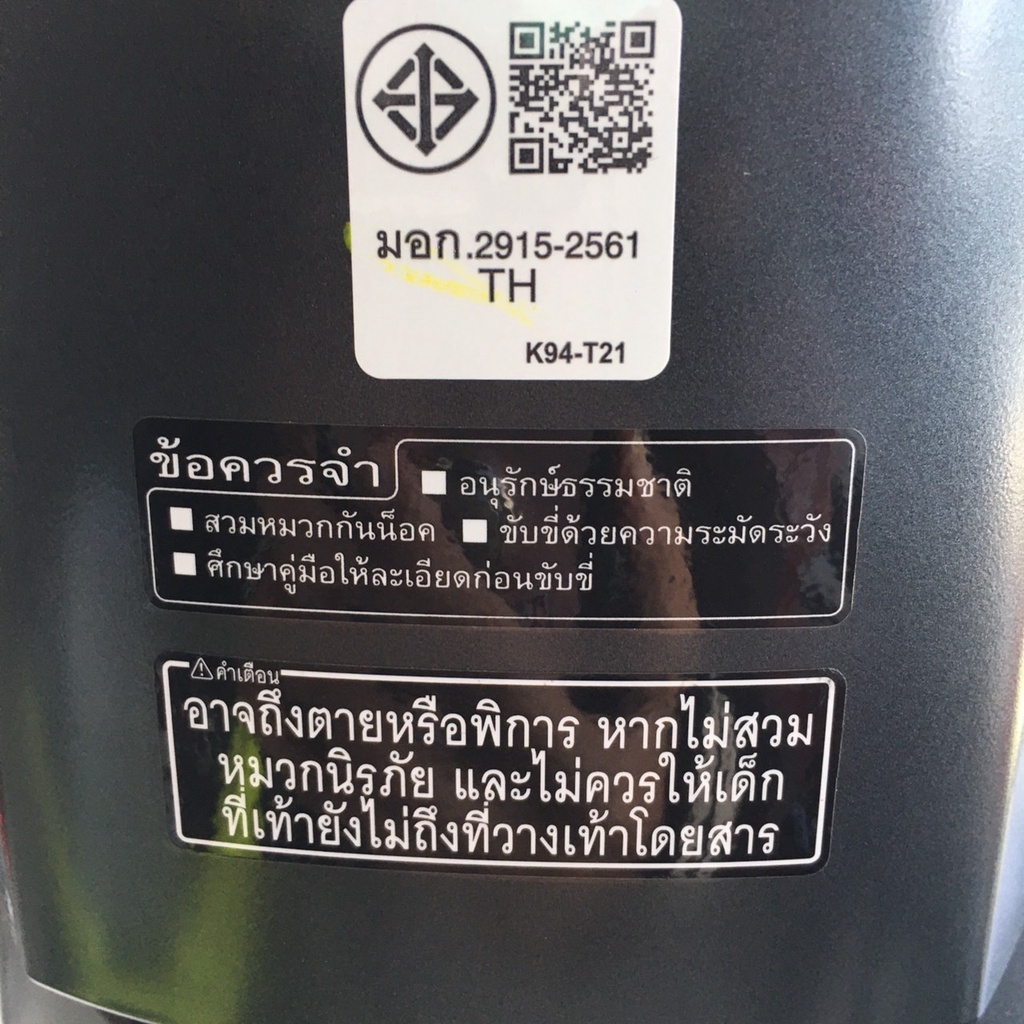 มอก.2915-2561
TH
K94-T21
ข้อควรจำ
อนุรักษ์ธรรมชาติ
สวมหมวกกันน็อค ขับขี่ด้วยความระมัดระวัง
ศึกษาคู่มือให้ละเอียดก่อนขับขี่
คำเตือน
อาจถึงตายหรือพิการ หากไม่สวม
หมวกนิรภัย และไม่ควรให้เด็ก
ที่เท้ายังไม่ถึงที่วางเท้าโดยสาร